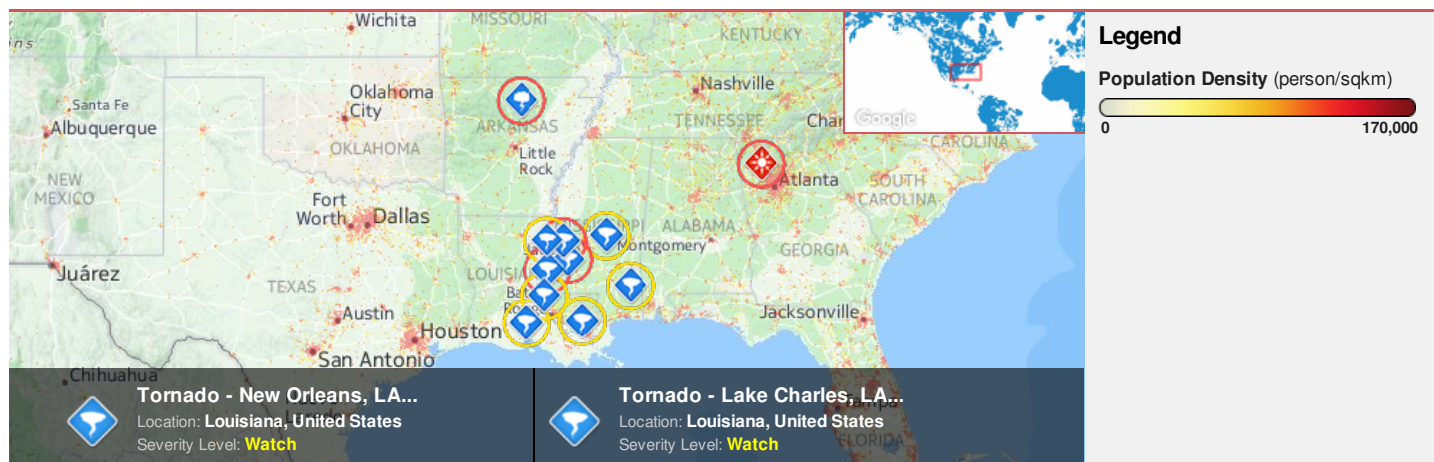 Wichita
MISSOURI
KENTUCKY
Nashville
Oklahoma
City
Santa Fe
Albuquerque
ARKANSAS
TENNESSEE
Char
Google
CAROLINA
OKLAHOMA
Little
Rock
NEW
MEXICO
Atlanta
SOUTH
CAROLINA
Fort
Worth
Dallas
ALABAMA
Montgomery
GEORGIA
Juárez
LOUISIA
TEXAS
Austin
Houston
Jacksonville
San Antonio
Chihuahua
Tampa
FLORIDA
Tornado - New Orleans, LA...
Location: Louisiana, United States
Severity Level: Watch
Tornado - Lake Charles, LA...
Location: Louisiana, United States
Severity Level: Watch
Legend
Population Density (person/sqkm)
0 170,000